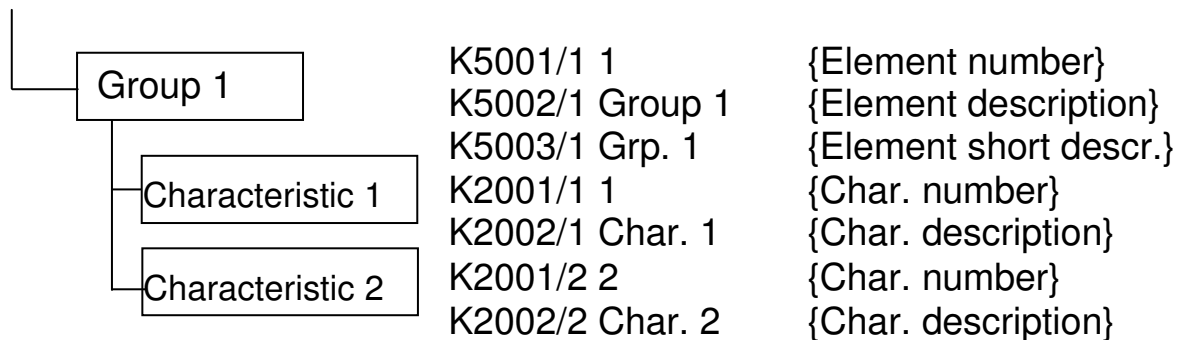 K5001/1 1 {Element number}
Group 1 K5002/1 Group 1 {Element description}
K5003/1 Grp. 1 {Element short descr.}
Characteristic 1 K2001/1 1 {Char. number}
K2002/1 Char. 1 {Char. description}
Characteristic 2 K2001/2 2 {Char. number}
K2002/2 Char. 2 {Char. description}